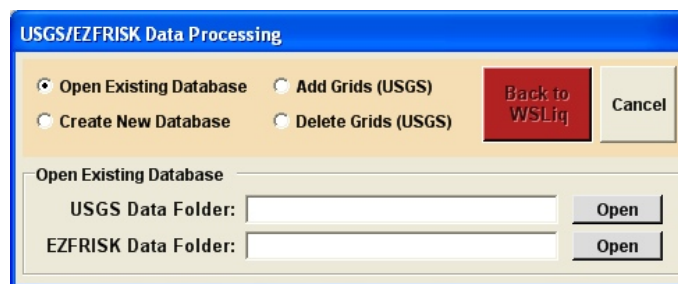 USGS/EZFRISK Data Processing
Open Existing Database Add Grids (USGS)
Create New Database Delete Grids (USGS)
Back to
WSLiq
Cancel
Open Existing Database
USGS Data Folder: Open
EZFRISK Data Folder: Open